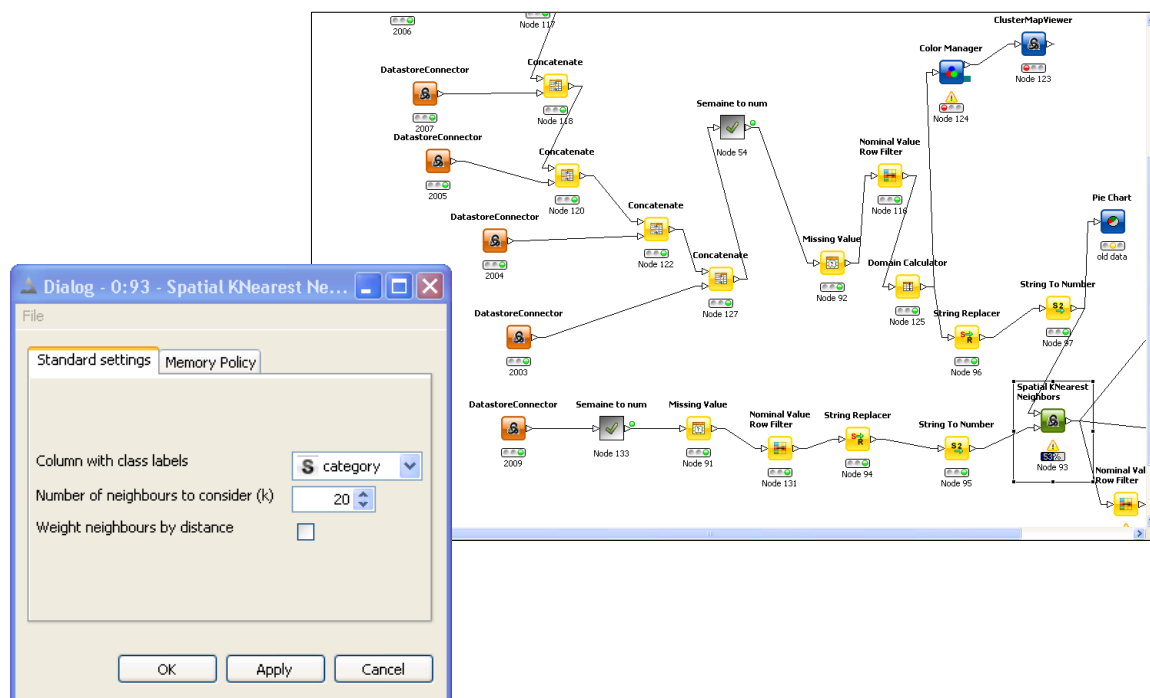 2006
Node 117
DatastoreConnector
2007
Concatenate
Node 118
DatastoreConnector
2005
Concatenate
Node 120
DatastoreConnector
2004
Concatenate
Node 122
DatastoreConnector
2003
Concatenate
Node 127
Semaine to num
Node 54
Missing Value
Node 92
Nominal Value
Row Filter
Node 116
Domain Calculator
Node 125
Color Manager
Node 124
ClusterMapViewer
Node 123
String Replacer
Node 96
String To Number
Node 97
Pie Chart
old data
DatastoreConnector
2009
Semaine to num
Node 133
Missing Value
Node 91
Nominal Value
Row Filter
Node 131
String Replacer
Node 94
String To Number
Node 95
Spatial KNearest
Neighbors
Node 93
Nominal Val
Row Filter
Dialog - 0:93 - Spatial KNearest Ne...
File
Standard settings
Memory Policy
Column with class labels
S category
Number of neighbours to consider (k)
20
Weight neighbours by distance
OK
Apply
Cancel